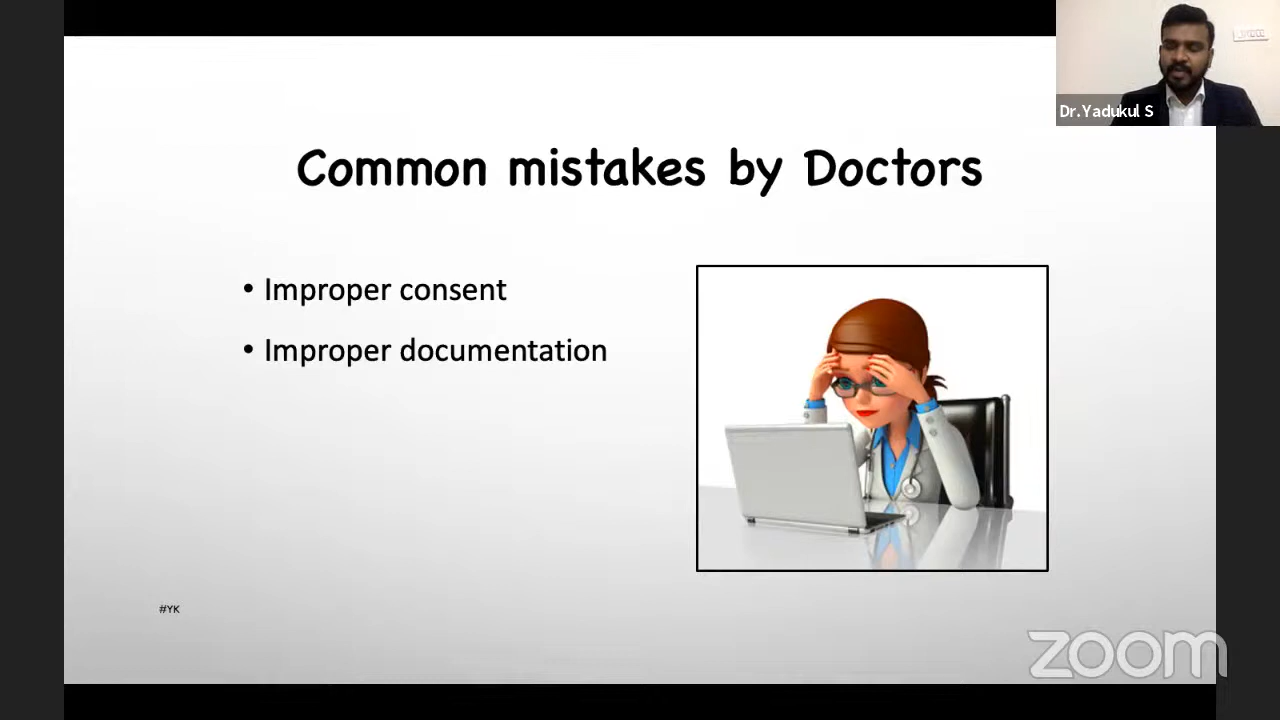 Dr.Yadukul S
Common mistakes by Doctors
• Improper consent
• Improper documentation
#YK
zoom